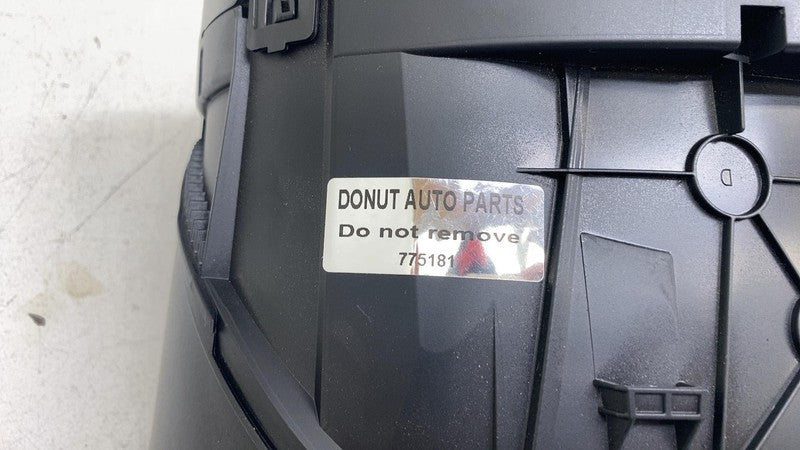 DONUT AUTO PARTS
Do not remove
775181
D